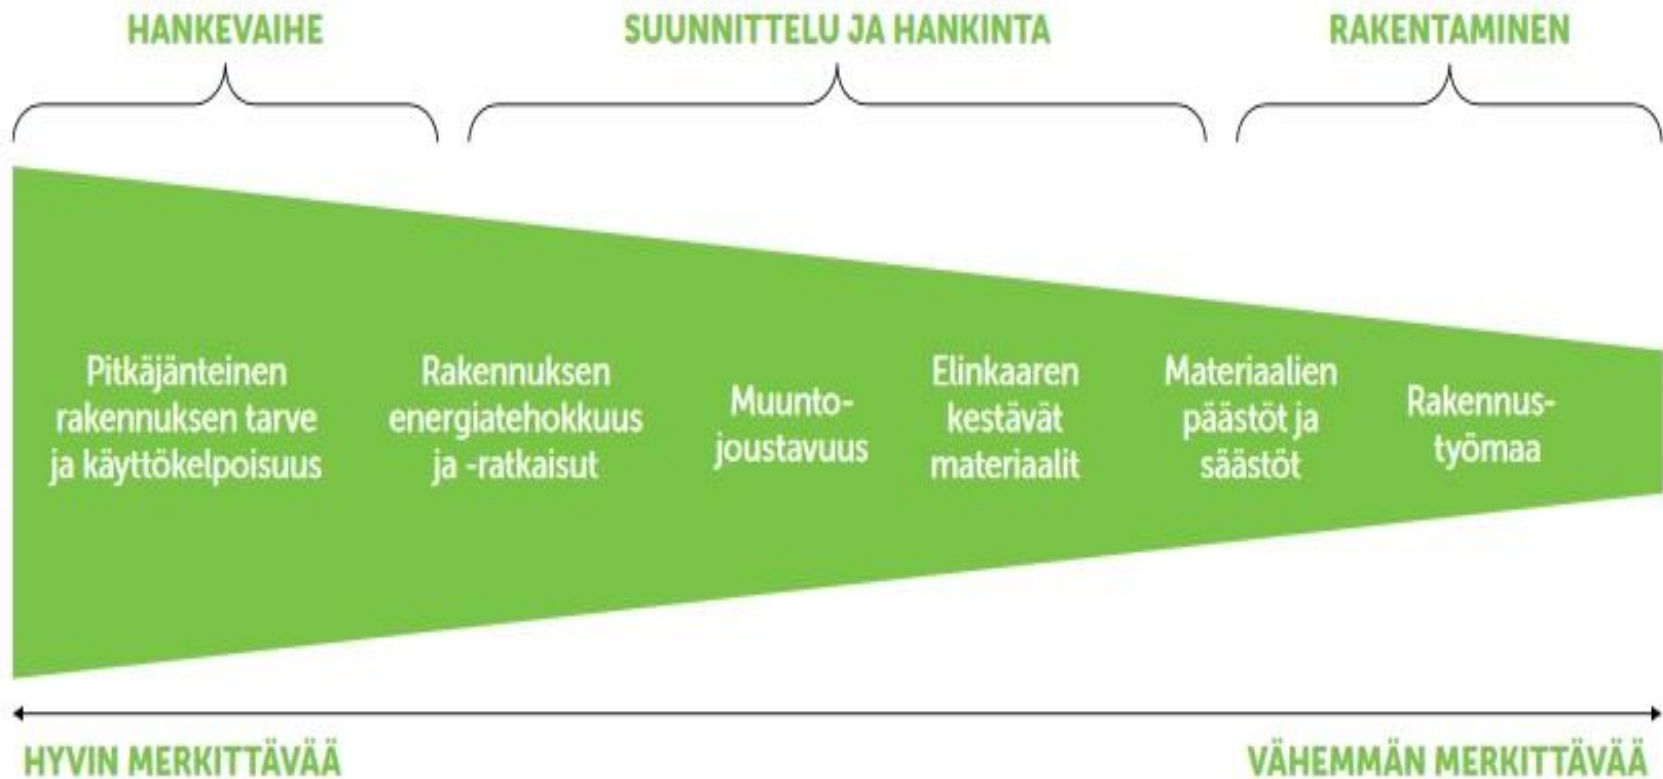 HANKEVAIHE
SUUNNITTELU JA HANKINTA
RAKENTAMINEN
Pitkäjänteinen
rakennuksen tarve
ja käyttökelpoisuus
Rakennuksen
energiatehokkuus
ja -ratkaisut
Muunto-
joustavuus
Elinkaaren
kestävät
materiaalit
Materiaalien
päästöt ja
säästöt
Rakennus-
työmaa
HYVIN MERKITTÄVÄÄ
VÄHEMMÄN MERKITTÄVÄÄ